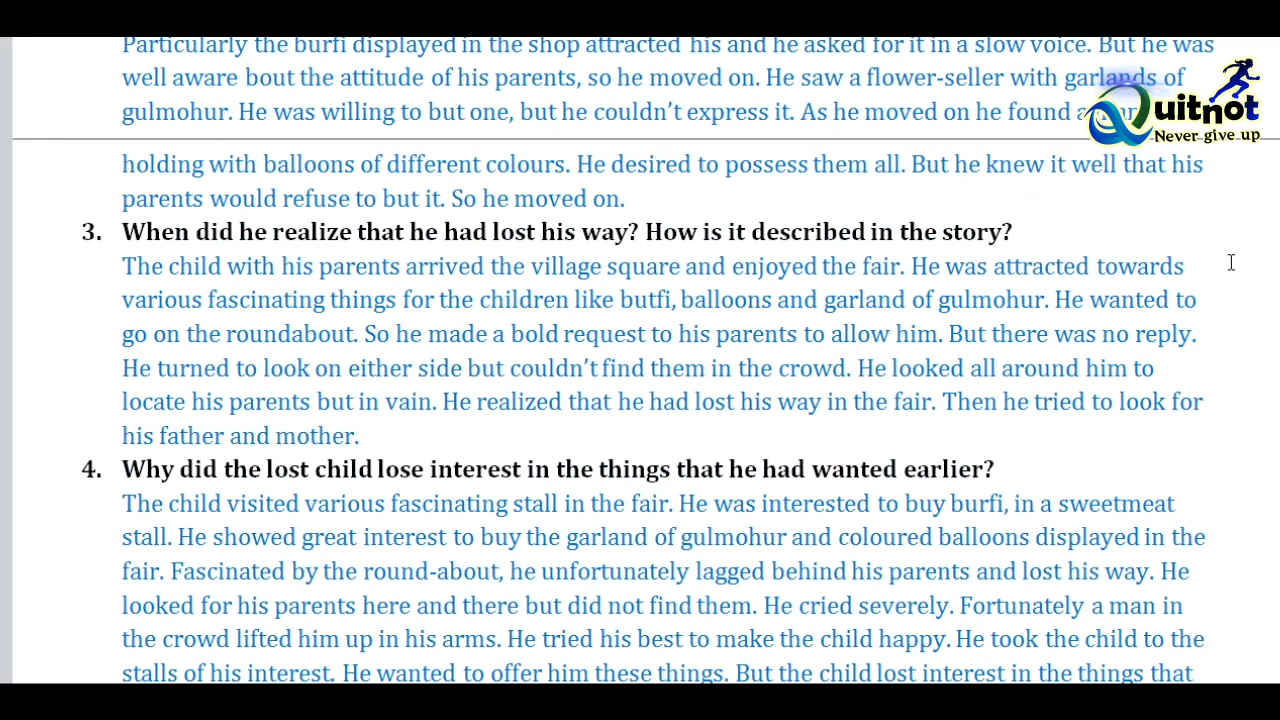 Particularly the burfi displayed in the shop attracted his and he asked for it in a slow voice. But he was
well aware bout the attitude of his parents, so he moved on. He saw a flower-seller with garlands of
gulmohur. He was willing to but one, but he couldn't express it. As he moved on he found a
Quitnot
Never give up
holding with balloons of different colours. He desired to possess them all. But he knew it well that his
parents would refuse to but it. So he moved on.
3. When did he realize that he had lost his way? How is it described in the story?
The child with his parents arrived the village square and enjoyed the fair. He was attracted towards
various fascinating things for the children like butfi, balloons and garland of gulmohur. He wanted to
go on the roundabout. So he made a bold request to his parents to allow him. But there was no reply.
He turned to look on either side but couldn't find them in the crowd. He looked all around him to
locate his parents but in vain. He realized that he had lost his way in the fair. Then he tried to look for
his father and mother.
4. Why did the lost child lose interest in the things that he had wanted earlier?
The child visited various fascinating stall in the fair. He was interested to buy burfi, in a sweetmeat
stall. He showed great interest to buy the garland of gulmohur and coloured balloons displayed in the
fair. Fascinated by the round-about, he unfortunately lagged behind his parents and lost his way. He
looked for his parents here and there but did not find them. He cried severely. Fortunately a man in
the crowd lifted him up in his arms. He tried his best to make the child happy. He took the child to the
stalls of his interest. He wanted to offer him these things. But the child lost interest in the things that